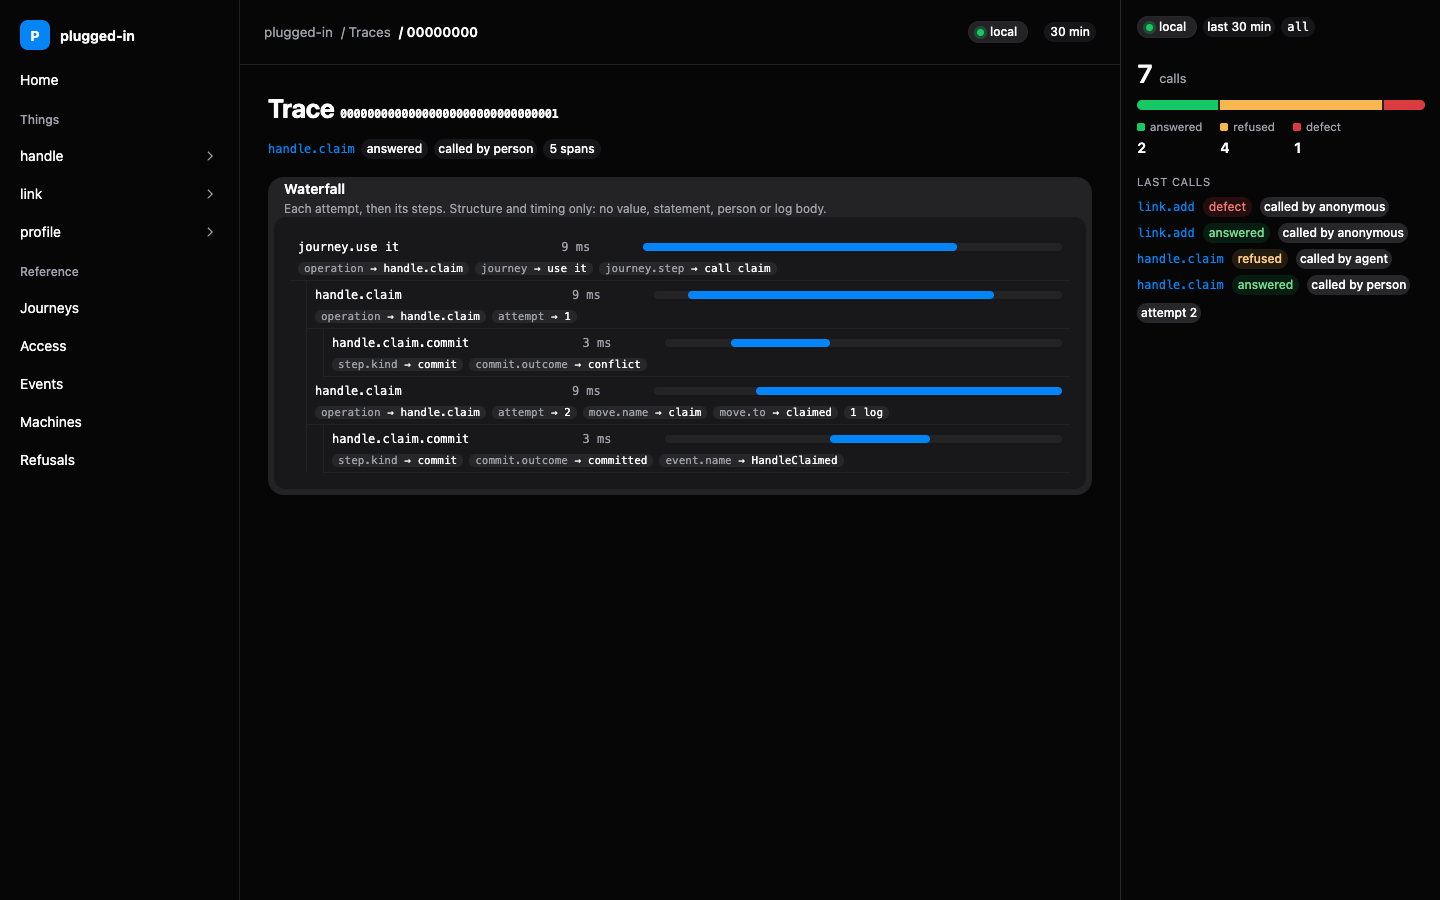 P plugged-in
Home
Things
handle
link
profile
Reference
Journeys
Access
Events
Machines
Refusals
plugged-in / Traces / 00000000
local 30 min
Trace 00000000000000000000000000000001
handle.claim answered called by person 5 spans
Waterfall
Each attempt, then its steps. Structure and timing only: no value, statement, person or log body.
journey.use it 9 ms
operation → handle.claim journey → use it journey.step → call claim
handle.claim 9 ms
operation → handle.claim attempt → 1
handle.claim.commit 3 ms
step.kind → commit commit.outcome → conflict
handle.claim 9 ms
operation → handle.claim attempt → 2 move.name → claim move.to → claimed 1 log
handle.claim.commit 3 ms
step.kind → commit commit.outcome → committed event.name → HandleClaimed
local last 30 min all
7 calls
answered refused defect
2 4 1
LAST CALLS
link.add defect called by anonymous
link.add answered called by anonymous
handle.claim refused called by agent
handle.claim answered called by person
attempt 2